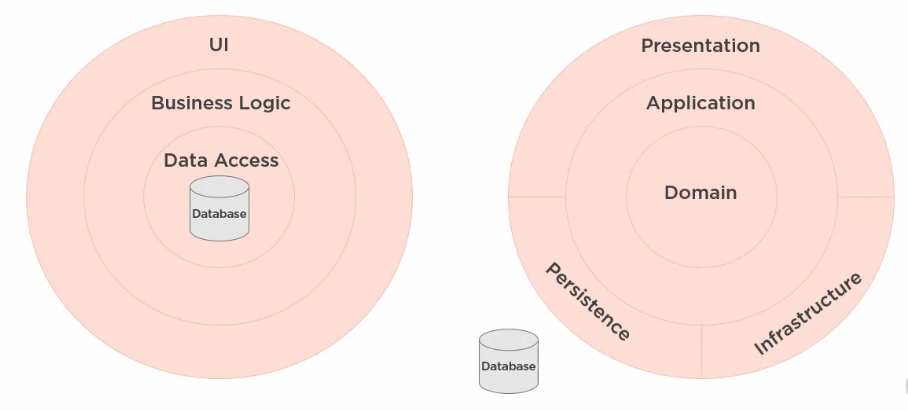 UI
Business Logic
Data Access
Database
Presentation
Application
Domain
Persistence
Infrastructure
Database